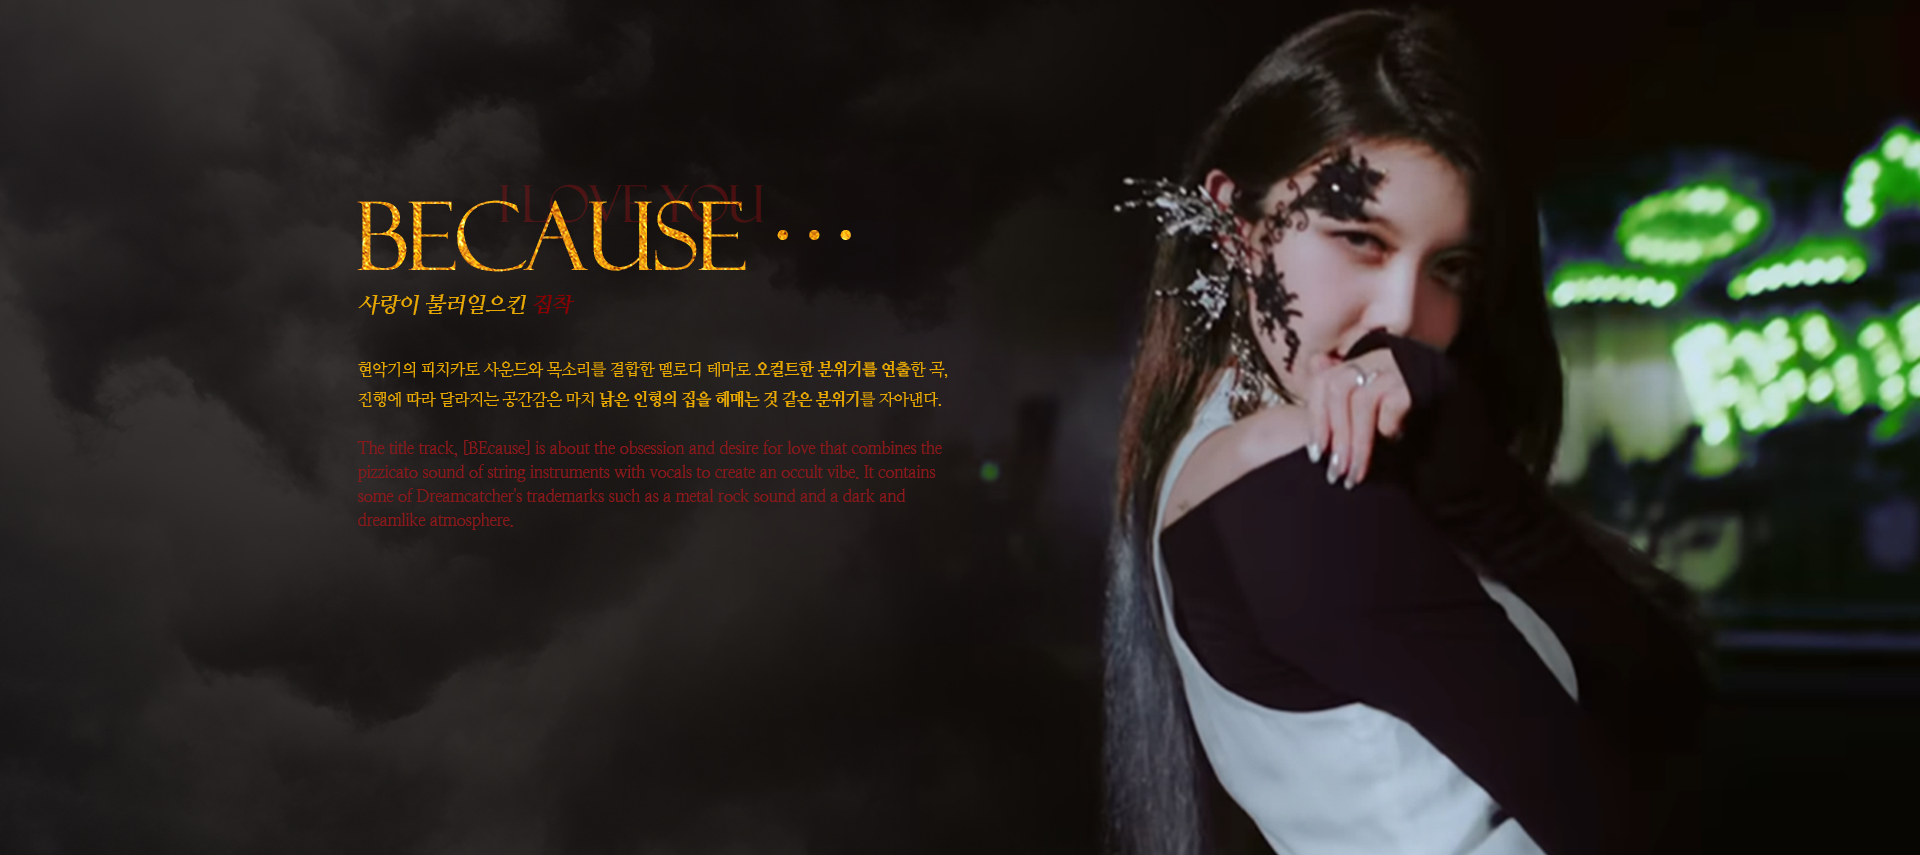 I LOVE YOU
BECAUSE ···
사랑이 불러일으킨 집착
현악기의 피치카토 사운드와 목소리를 결합한 멜로디 테마로 오컬트한 분위기를 연출한 곡,
진행에 따라 달라지는 공간감은 마치 낡은 인형의 집을 헤매는 것 같은 분위기를 자아낸다.
The title track, [BEcause] is about the obsession and desire for love that combines the
pizzicato sound of string instruments with vocals to create an occult vibe. It contains
some of Dreamcatcher's trademarks such as a metal rock sound and a dark and
dreamlike atmosphere.